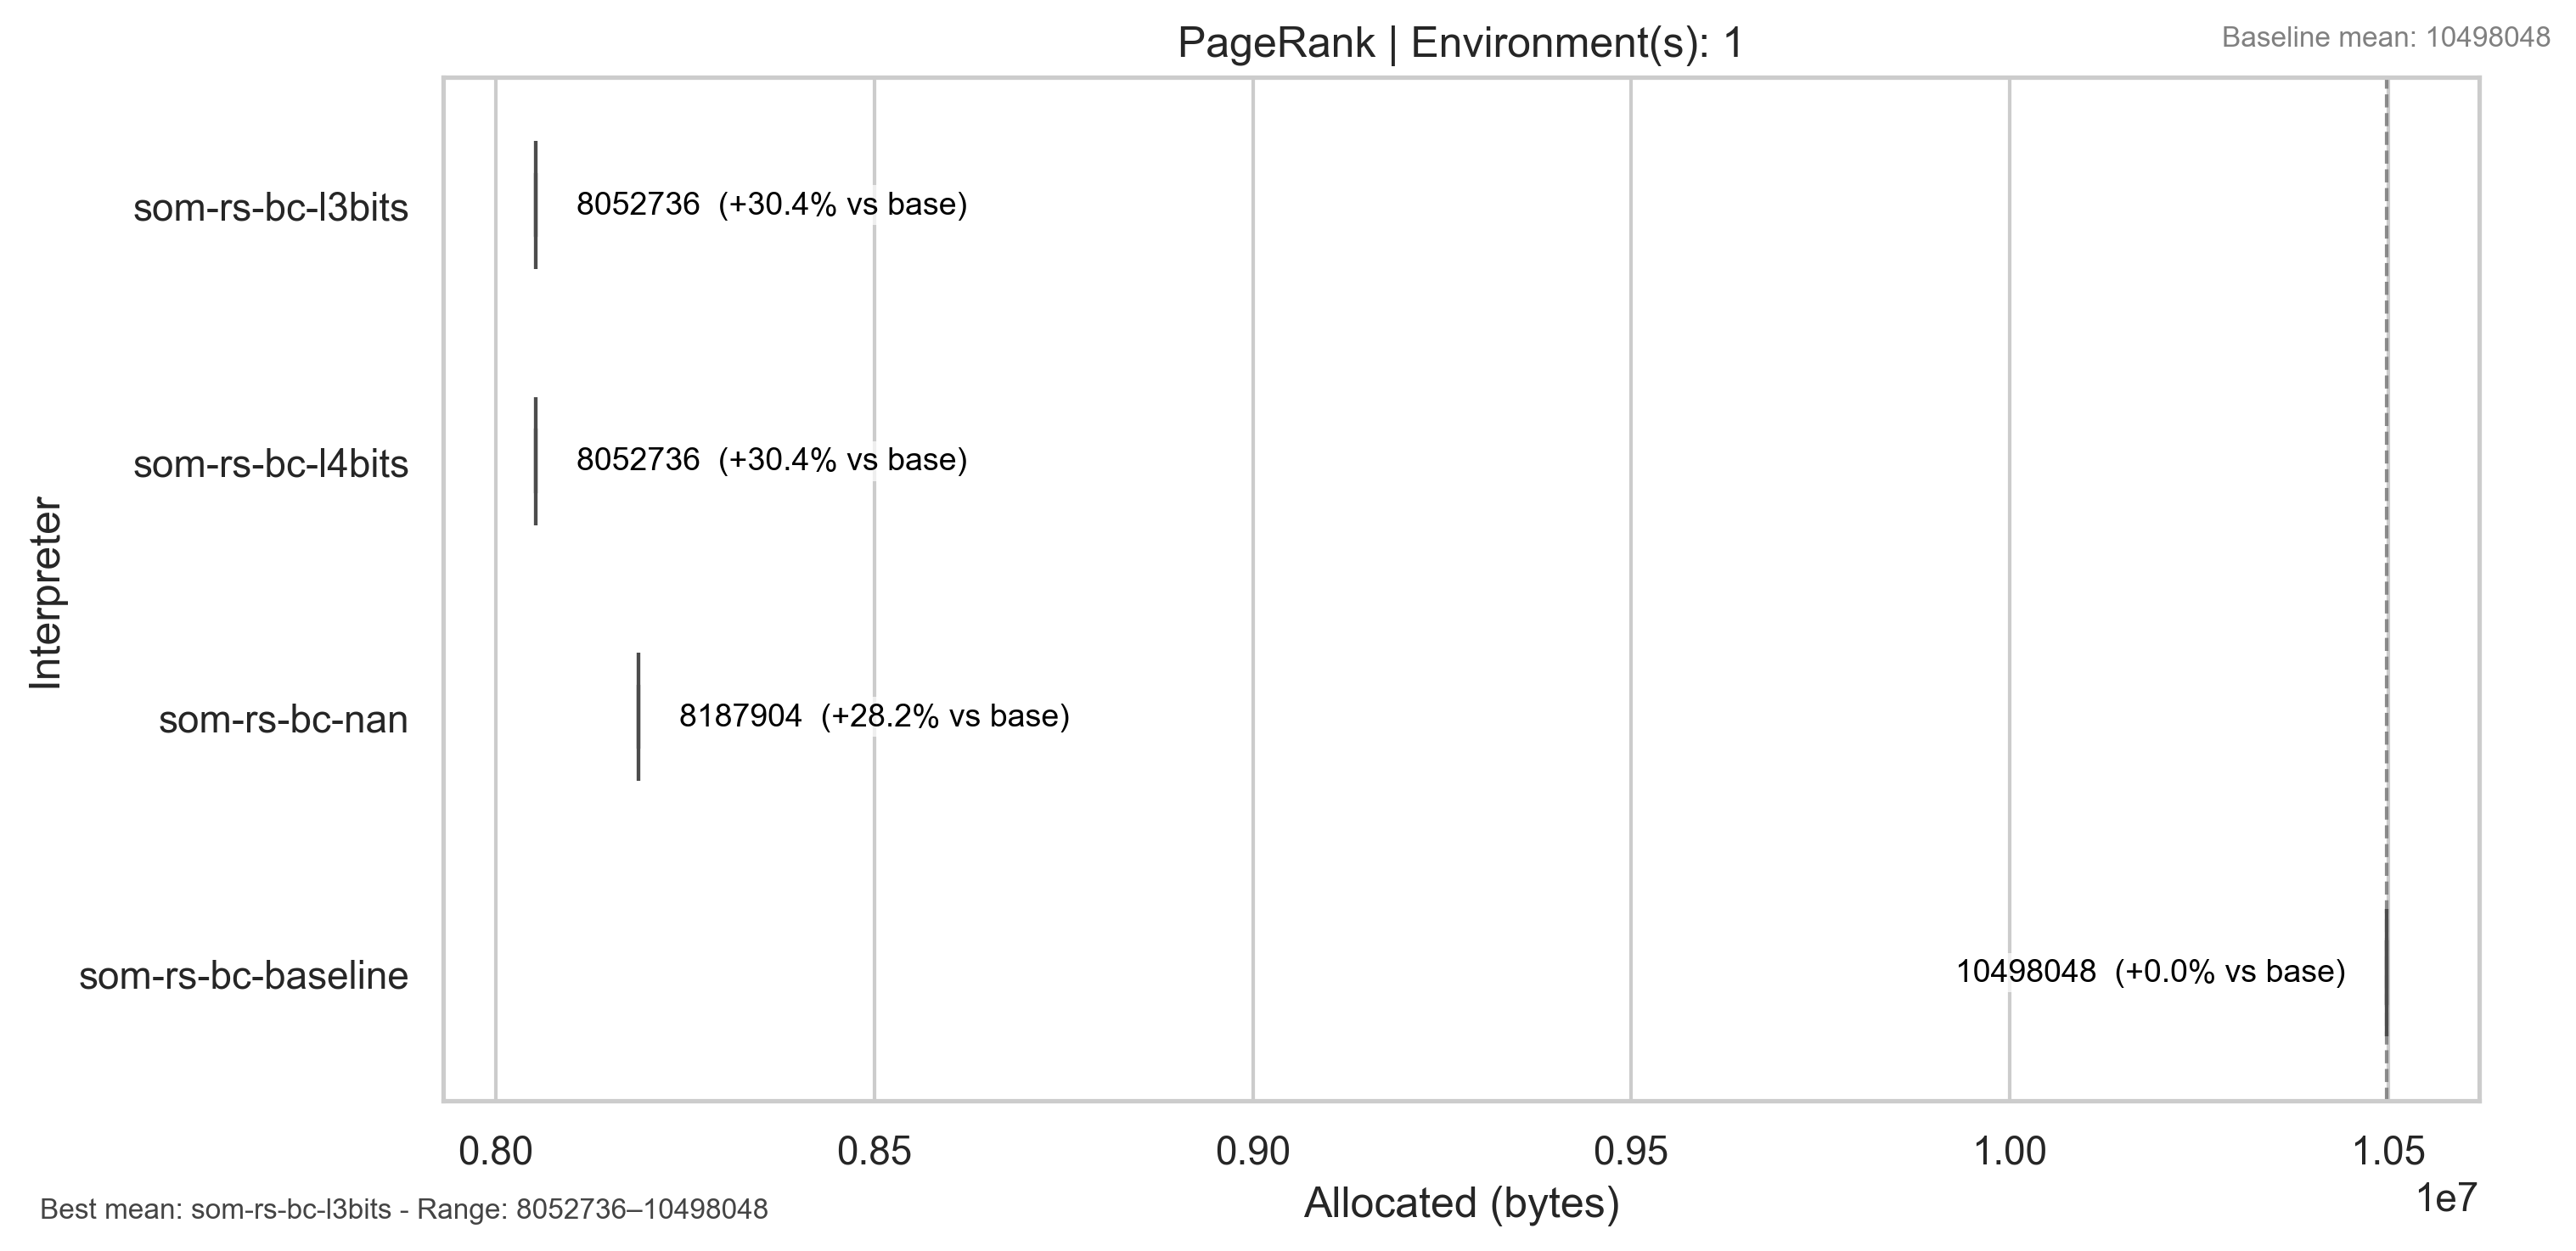 PageRank | Environment(s): 1
Baseline mean: 10498048
Interpreter
som-rs-bc-l3bits
8052736 (+30.4% vs base)
som-rs-bc-l4bits
8052736 (+30.4% vs base)
som-rs-bc-nan
8187904 (+28.2% vs base)
som-rs-bc-baseline
10498048 (+0.0% vs base)
0.80 0.85 0.90 0.95 1.00 1.05
1e7
Allocated (bytes)
Best mean: som-rs-bc-l3bits - Range: 8052736–10498048